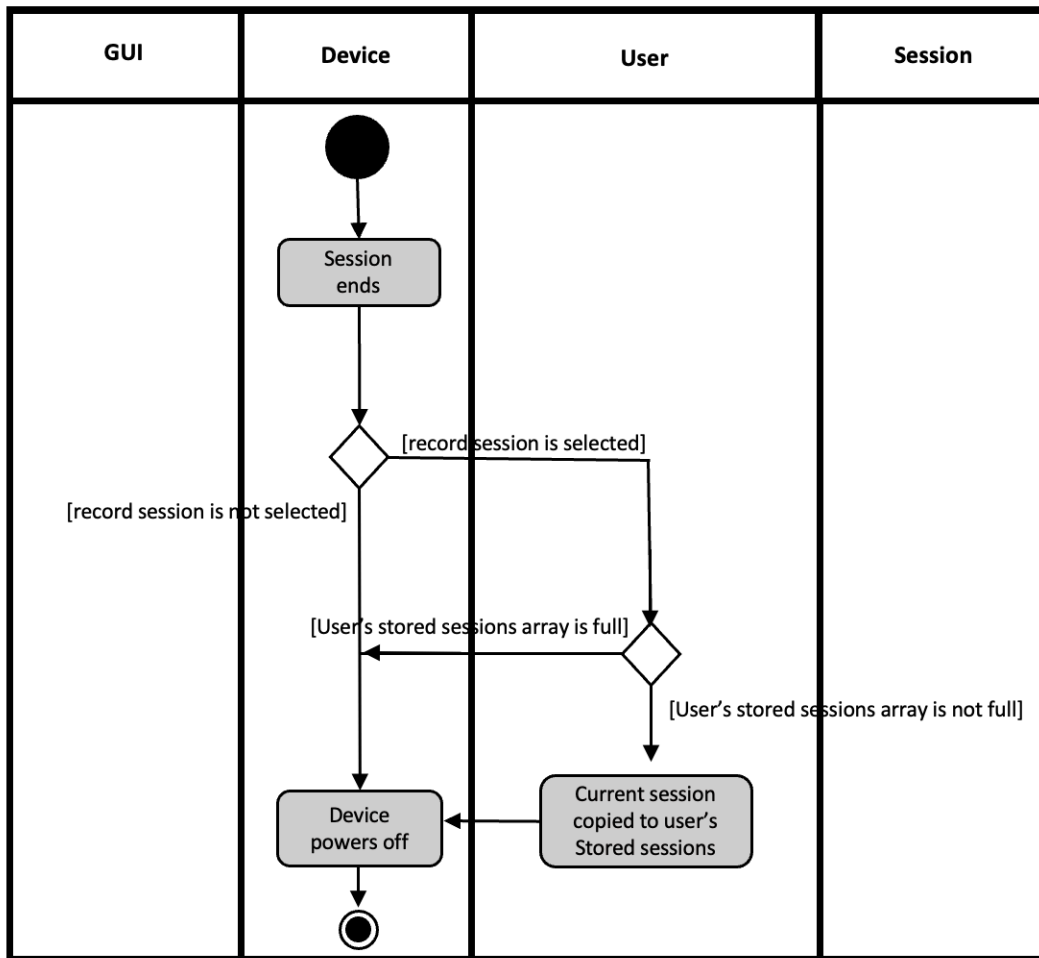 GUI
Device
User
Session
Session
ends
[record session is selected]
[record session is not selected]
[User’s stored sessions array is full]
[User’s stored sessions array is not full]
Device
powers off
Current session
copied to user’s
Stored sessions